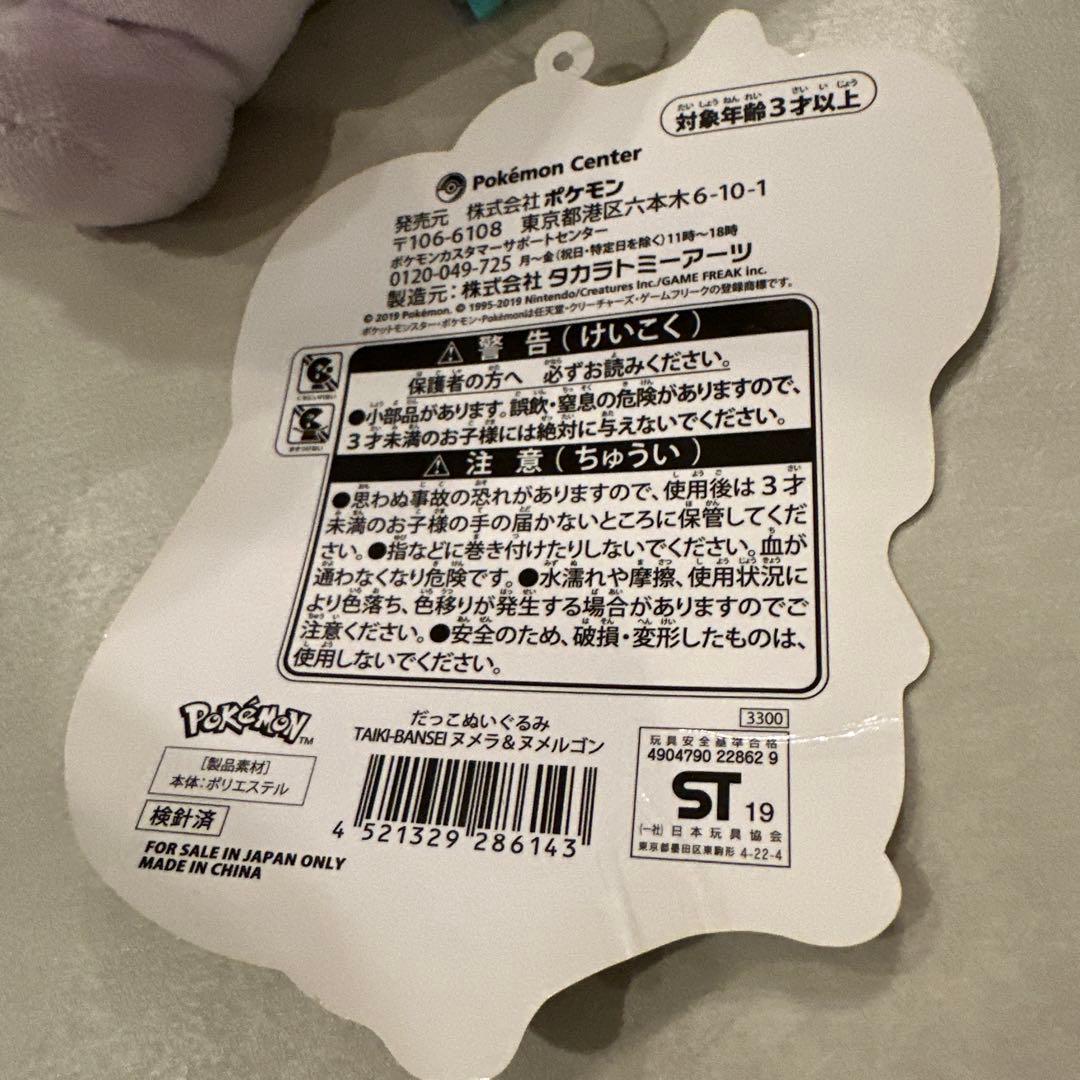 対象年齢3才以上
Pokémon Center
発売元 株式会社ポケモン
〒106-6108 東京都港区六本木6-10-1
ポケモンカスタマーサポートセンター
0120-049-725 月～金(祝日・特定日を除く)11時～18時
製造元：株式会社タカラトミーアーツ
© 2019 Pokémon. © 1995-2019 Nintendo/Creatures Inc./GAME FREAK inc.
ポケットモンスター・ポケモン・Pokémonは任天堂・クリーチャーズ・ゲームフリークの登録商標です。
⚠ 警告(けいこく)
保護者の方へ 必ずお読みください。
●小部品があります。誤飲・窒息の危険がありますので、
3才未満のお子様には絶対に与えないでください。
⚠ 注意(ちゅうい)
●思わぬ事故の恐れがありますので、使用後は3才
未満のお子様の手の届かないところに保管してくだ
さい。●指などに巻き付けたりしないでください。血が
通わなくなり危険です。●水濡れや摩擦、使用状況に
より色落ち、色移りが発生する場合がありますのでご
注意ください。●安全のため、破損・変形したものは、
使用しないでください。
POKéMON™
[製品素材]
本体：ポリエステル
検針済
FOR SALE IN JAPAN ONLY
MADE IN CHINA
だっこぬいぐるみ
TAIKI-BANSEI ヌメラ＆ヌメルゴン
4 521329 286143
3300
玩具安全基準合格
4904790 22862 9
ST 19
(一社)日本玩具協会
東京都墨田区東駒形 4-22-4